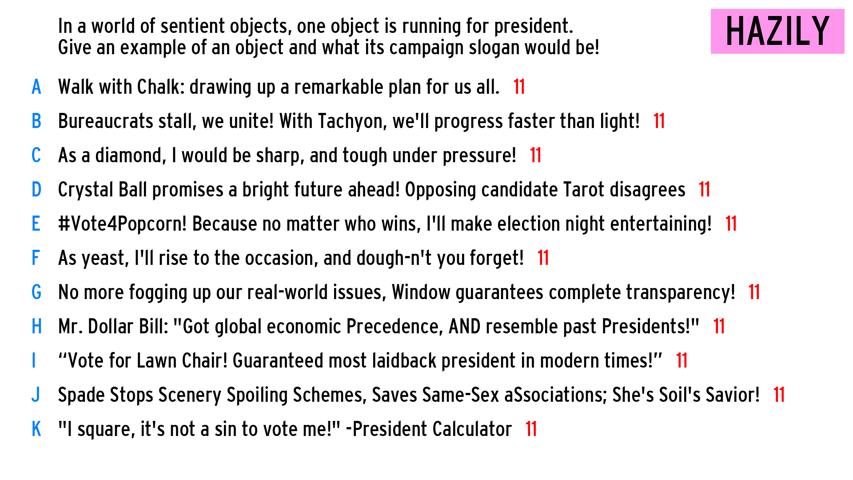 In a world of sentient objects, one object is running for president.
Give an example of an object and what its campaign slogan would be!
HAZILY
A Walk with Chalk: drawing up a remarkable plan for us all. 11
B Bureaucrats stall, we unite! With Tachyon, we'll progress faster than light! 11
C As a diamond, I would be sharp, and tough under pressure! 11
D Crystal Ball promises a bright future ahead! Opposing candidate Tarot disagrees 11
E #Vote4Popcorn! Because no matter who wins, I'll make election night entertaining! 11
F As yeast, I'll rise to the occasion, and dough-n't you forget! 11
G No more fogging up our real-world issues, Window guarantees complete transparency! 11
H Mr. Dollar Bill: "Got global economic Precedence, AND resemble past Presidents!" 11
I “Vote for Lawn Chair! Guaranteed most laidback president in modern times!” 11
J Spade Stops Scenery Spoiling Schemes, Saves Same-Sex aSsociations; She's Soil's Savior! 11
K "I square, it's not a sin to vote me!" -President Calculator 11